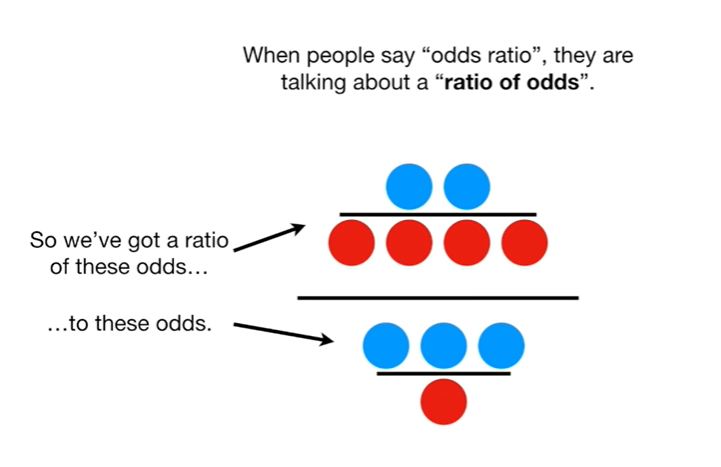 When people say “odds ratio”, they are
talking about a “ratio of odds”.
So we’ve got a ratio
of these odds…
…to these odds.